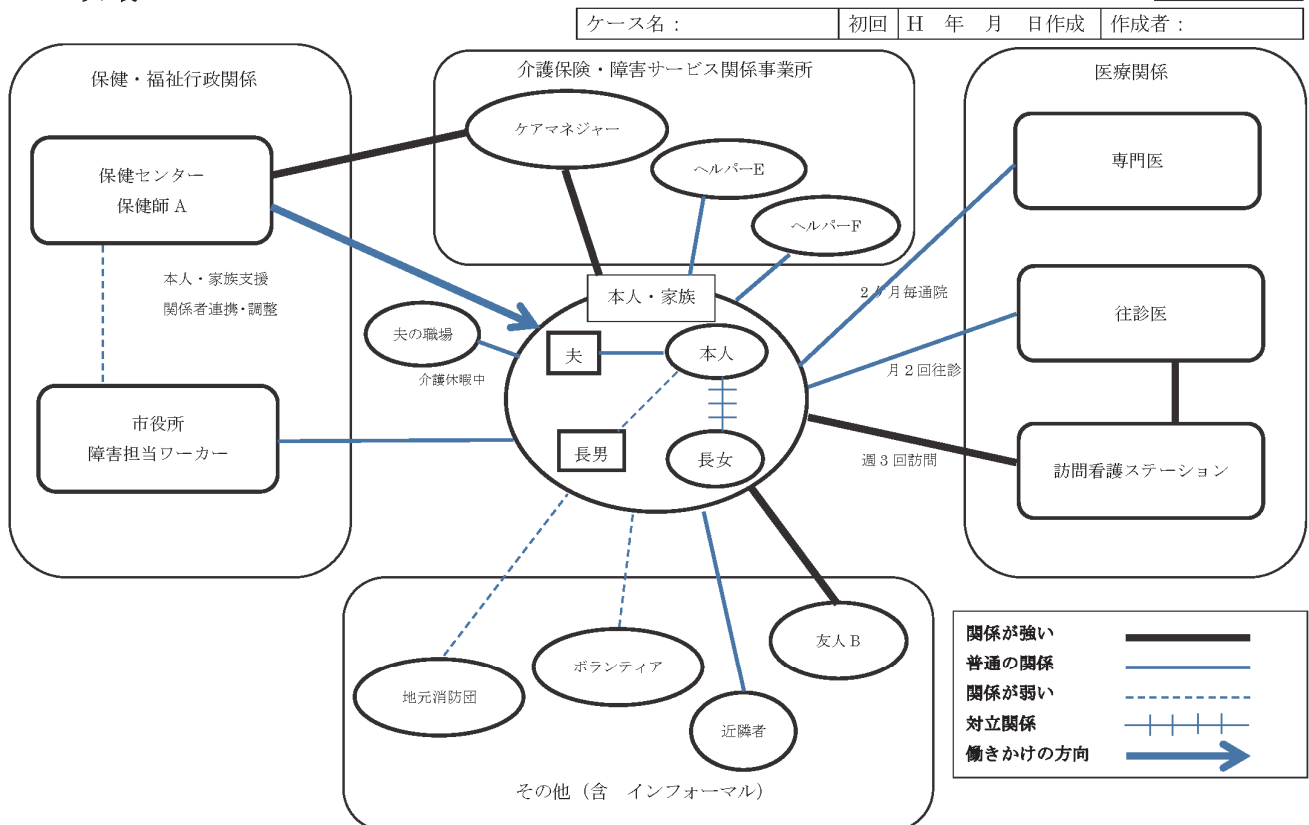 ケース名:
初回
H 年 月 日作成
作成者:
保健・福祉行政関係
介護保険・障害サービス関係事業所
医療関係
ケアマネジャー
ヘルパーE
ヘルパーF
専門医
保健センター
保健師 A
本人・家族支援
関係者連携・調整
本人・家族
2ヶ月毎通院
往診医
夫の職場
介護休暇中
夫
本人
月2回往診
市役所
障害担当ワーカー
長男
長女
週3回訪問
訪問看護ステーション
友人 B
ボランティア
地元消防団
近隣者
その他(含 インフォーマル)
関係が強い
普通の関係
関係が弱い
対立関係
働きかけの方向